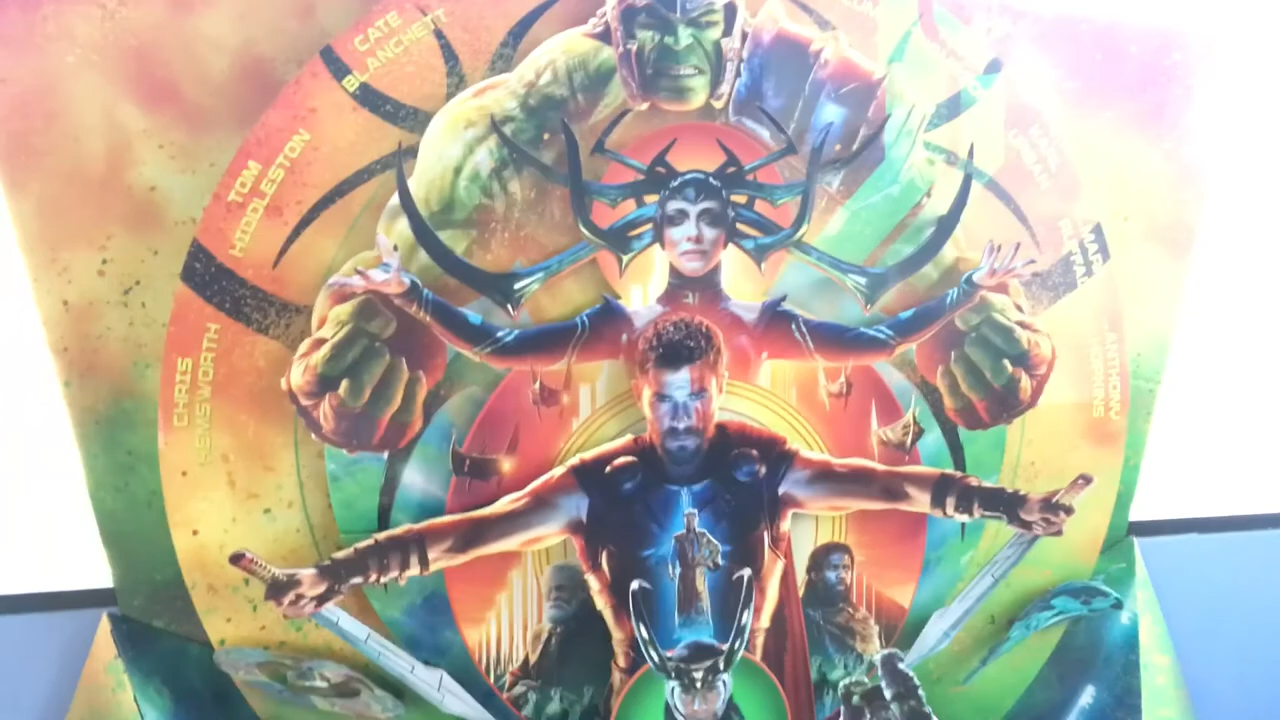 CATE
BLANCHETT
TOM
HIDDLESTON
CHRIS
HEMSWORTH
ANTHONY
HOPKINS